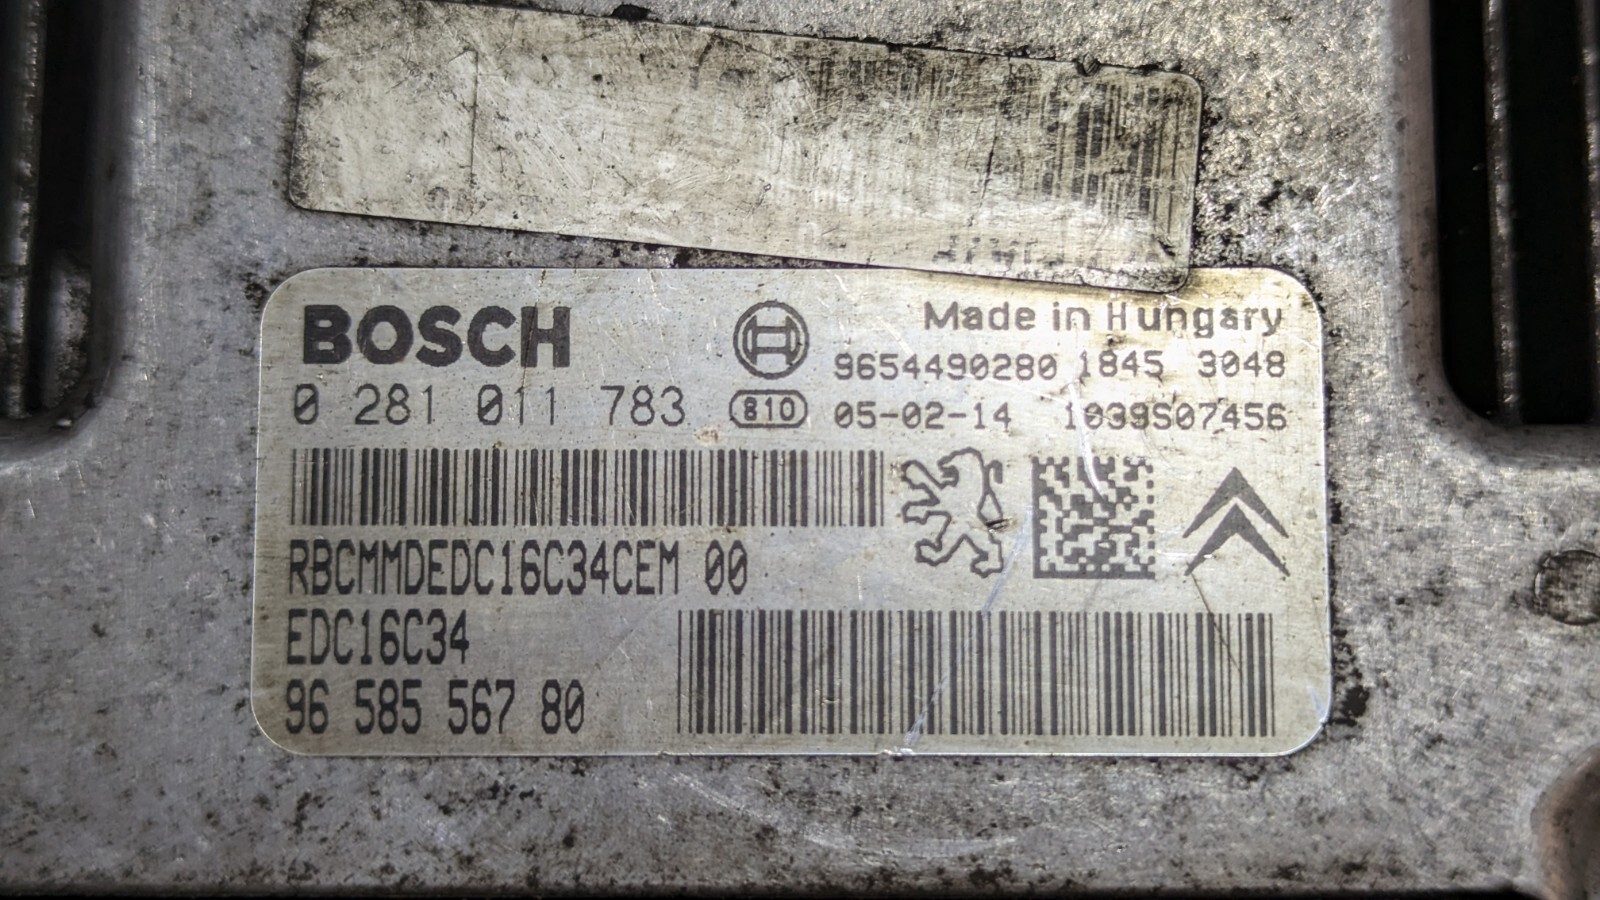 BOSCH
Made in Hungary
9654490280 1845 3048
0 281 011 783
810
05-02-14 1039S07456
RBCMMDEDC16C34CEM 00
EDC16C34
96 585 567 80